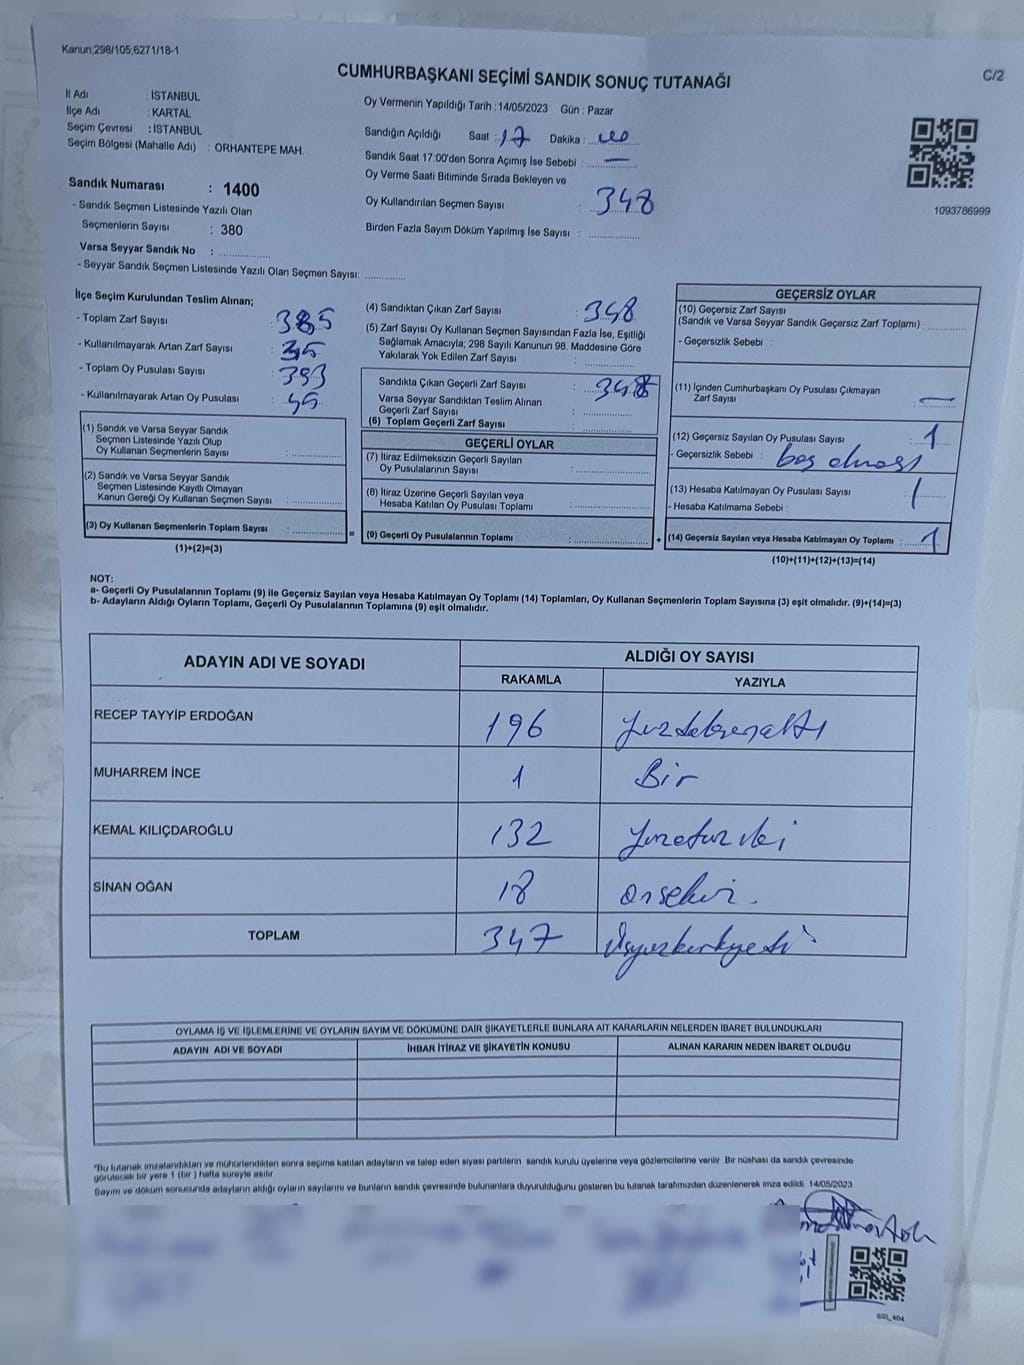 Kanun;298/105,6271/18-1
CUMHURBAŞKANI SEÇİMİ SANDIK SONUÇ TUTANAĞI
C/2
İl Adı : İSTANBUL
İlçe Adı : KARTAL
Seçim Çevresi : İSTANBUL
Seçim Bölgesi (Mahalle Adı) : ORHANTEPE MAH.
Sandık Numarası : 1400
- Sandık Seçmen Listesinde Yazılı Olan
Seçmenlerin Sayısı : 380
Varsa Seyyar Sandık No :
- Seyyar Sandık Seçmen Listesinde Yazılı Olan Seçmen Sayısı:
Oy Vermenin Yapıldığı Tarih : 14/05/2023 Gün : Pazar
Sandığın Açıldığı Saat : 17 Dakika :
Sandık Saat 17:00'den Sonra Açımış İse Sebebi : —
Oy Verme Saati Bitiminde Sırada Bekleyen ve
Oy Kullandırılan Seçmen Sayısı : 348
Birden Fazla Sayım Döküm Yapılmış İse Sayısı :
1093786999
İlçe Seçim Kurulundan Teslim Alınan;
- Toplam Zarf Sayısı : 385
- Kullanılmayarak Artan Zarf Sayısı :
- Toplam Oy Pusulası Sayısı : 393
- Kullanılmayarak Artan Oy Pusulası : 45
(1) Sandık ve Varsa Seyyar Sandık
Seçmen Listesinde Yazılı Olup
Oy Kullanan Seçmenlerin Sayısı :
(2) Sandık ve Varsa Seyyar Sandık
Seçmen Listesinde Kayıtlı Olmayan
Kanun Gereği Oy Kullanan Seçmen Sayısı :
(3) Oy Kullanan Seçmenlerin Toplam Sayısı : =
(1)+(2)=(3)
(4) Sandıktan Çıkan Zarf Sayısı : 348
(5) Zarf Sayısı Oy Kullanan Seçmen Sayısından Fazla İse, Eşitliği
Sağlamak Amacıyla; 298 Sayılı Kanunun 98. Maddesine Göre
Yakılarak Yok Edilen Zarf Sayısı :
Sandıkta Çıkan Geçerli Zarf Sayısı : 348
Varsa Seyyar Sandıktan Teslim Alınan
Geçerli Zarf Sayısı :
(6) Toplam Geçerli Zarf Sayısı :
GEÇERLİ OYLAR
(7) İtiraz Edilmeksizin Geçerli Sayılan
Oy Pusulalarının Sayısı :
(8) İtiraz Üzerine Geçerli Sayılan veya
Hesaba Katılan Oy Pusulası Toplamı :
(9) Geçerli Oy Pusulalarının Toplamı : +
GEÇERSİZ OYLAR
(10) Geçersiz Zarf Sayısı
(Sandık ve Varsa Seyyar Sandık Geçersiz Zarf Toplamı) :
- Geçersizlik Sebebi :
(11) İçinden Cumhurbaşkanı Oy Pusulası Çıkmayan
Zarf Sayısı : —
(12) Geçersiz Sayılan Oy Pusulası Sayısı : 1
- Geçersizlik Sebebi : boş olması
(13) Hesaba Katılmayan Oy Pusulası Sayısı : 1
- Hesaba Katılmama Sebebi :
(14) Geçersiz Sayılan veya Hesaba Katılmayan Oy Toplamı : 1
(10)+(11)+(12)+(13)=(14)
NOT:
a- Geçerli Oy Pusulalarının Toplamı (9) ile Geçersiz Sayılan veya Hesaba Katılmayan Oy Toplamı (14) Toplamları, Oy Kullanan Seçmenlerin Toplam Sayısına (3) eşit olmalıdır. (9)+(14)=(3)
b- Adayların Aldığı Oyların Toplamı, Geçerli Oy Pusulalarının Toplamına (9) eşit olmalıdır.
ADAYIN ADI VE SOYADI ALDIĞI OY SAYISI
RAKAMLA YAZIYLA
RECEP TAYYİP ERDOĞAN 196
MUHARREM İNCE 1 Bir
KEMAL KILIÇDAROĞLU 132 Yüzotuziki
SİNAN OĞAN 18 onsekiz.
TOPLAM 347 Üçyüzkırkyedi
OYLAMA İŞ VE İŞLEMLERİNE VE OYLARIN SAYIM VE DÖKÜMÜNE DAİR ŞİKAYETLERLE BUNLARA AİT KARARLARIN NELERDEN İBARET BULUNDUKLARI
ADAYIN ADI VE SOYADI İHBAR İTİRAZ VE ŞİKAYETİN KONUSU ALINAN KARARIN NEDEN İBARET OLDUĞU
"Bu tutanak imzalandıktan ve mühürlendikten sonra seçime katılan adayların ve talep eden siyasi partilerin sandık kurulu üyelerine veya gözlemcilerine verilir. Bir nüshası da sandık çevresinde
görülecek bir yere 1 (bir) hafta süreyle asılır.
Sayım ve döküm sonucunda adayların aldığı oyların sayılarını ve bunların sandık çevresinde bulunanlara duyurulduğunu gösteren bu tutanak tarafımızdan düzenlenerek imza edildi. 14/05/2023